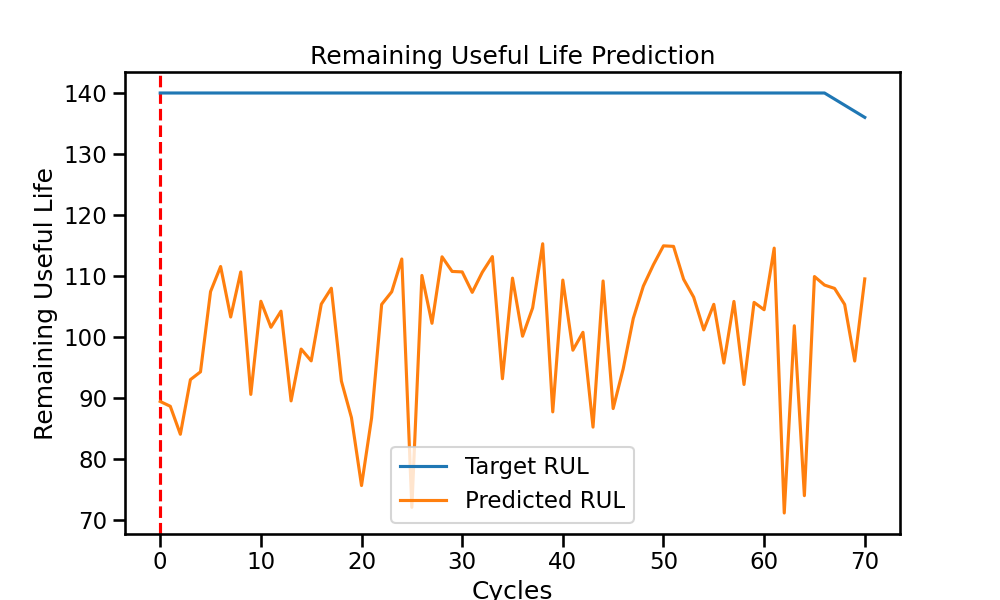 Remaining Useful Life Prediction
Remaining Useful Life
140
130
120
110
100
90
80
70
Target RUL
Predicted RUL
0 10 20 30 40 50 60 70
Cycles